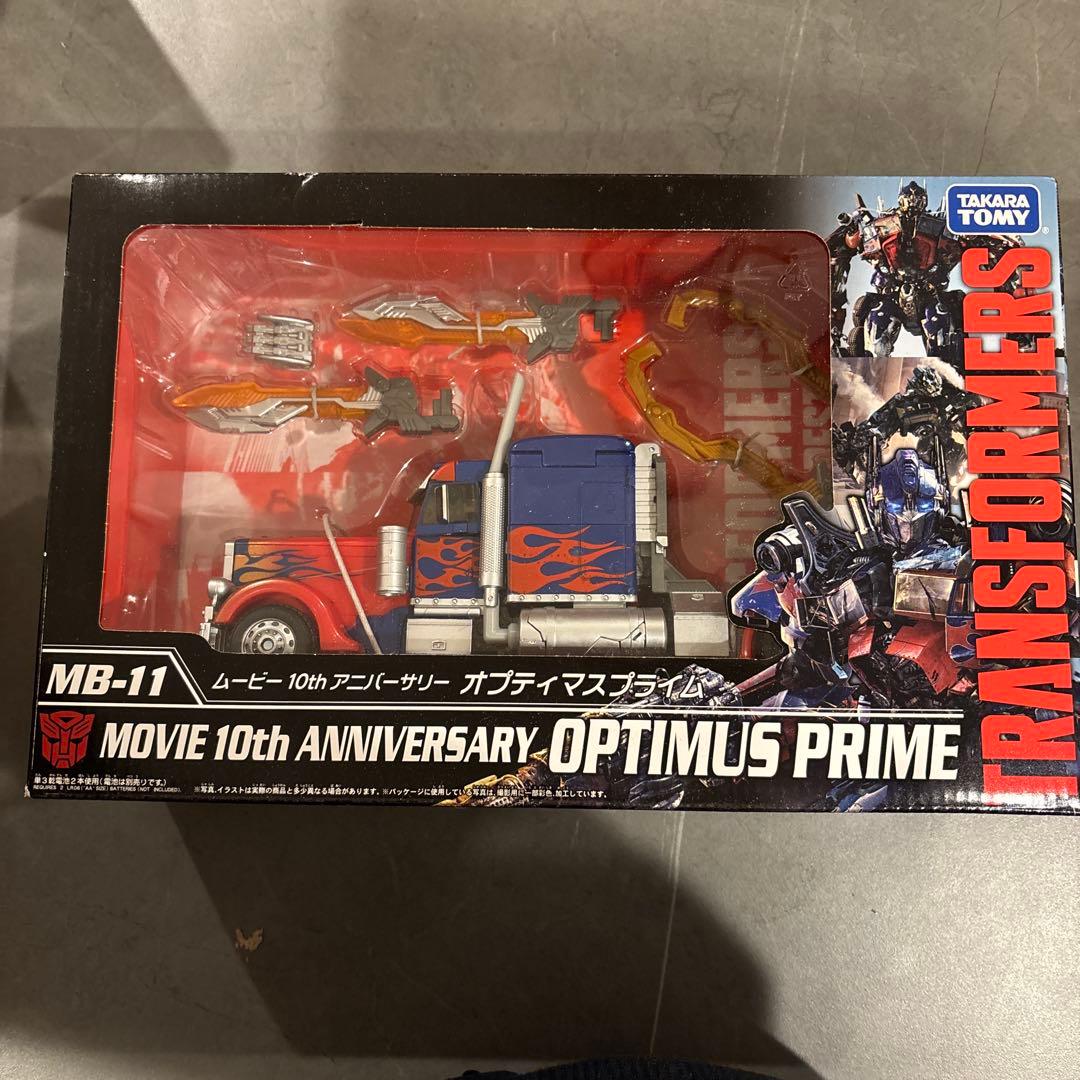 TAKARA
TOMY
®
TRANSFORMERS
MB-11
ムービー 10th アニバーサリー オプティマスプライム
MOVIE 10th ANNIVERSARY OPTIMUS PRIME
単3乾電池2本使用(電池は別売りです。)
REQUIRES 2 LR06 ("AA" SIZE) BATTERIES (NOT INCLUDED).
※写真、イラストは実際の商品と多少異なる場合があります。※パッケージに使用している写真は、撮影用に一部彩色、加工しています。